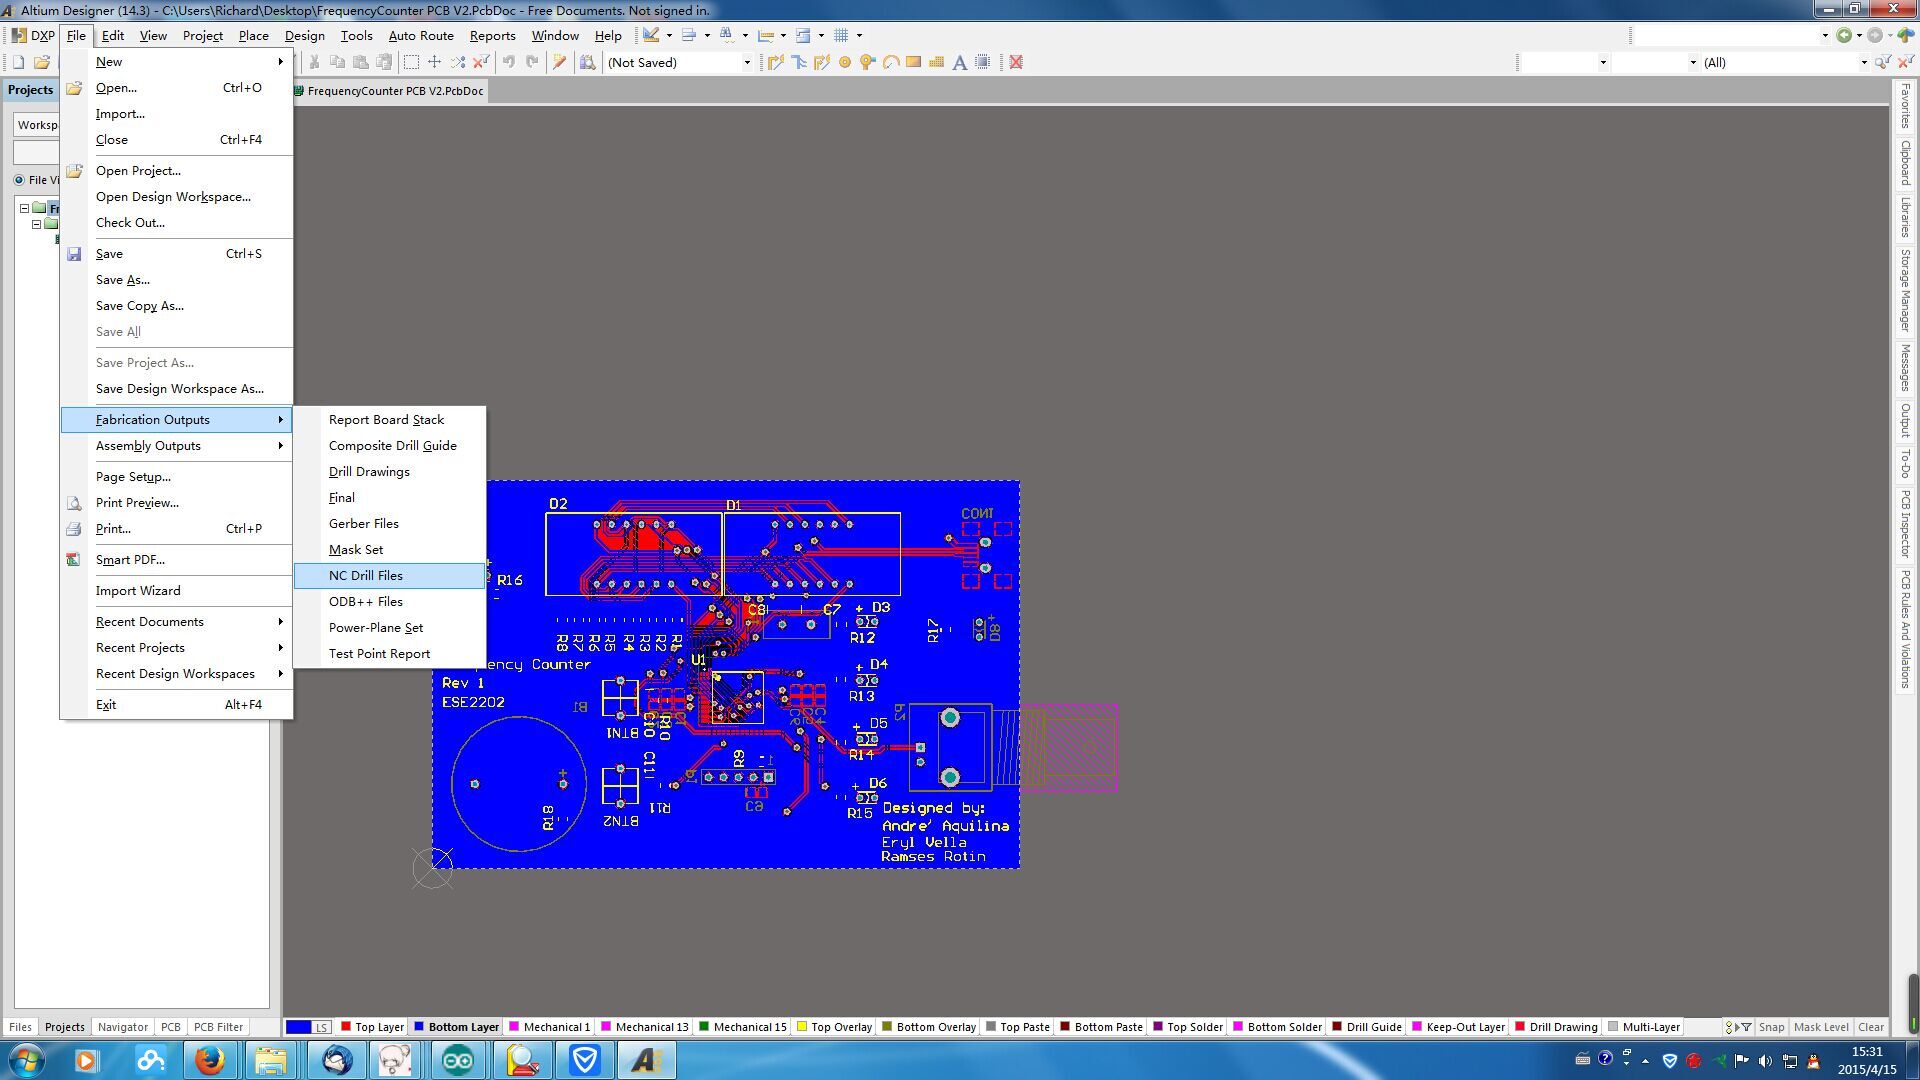 Altium Designer (14.3) - C:\Users\Richard\Desktop\FrequencyCounter PCB V2.PcbDoc - Free Documents. Not signed in.
DXP File Edit View Project Place Design Tools Auto Route Reports Window Help
(Not Saved)
A
(All)
Projects
FrequencyCounter PCB V2.PcbDoc
Worksp
File Vi
Fr
New
Open... Ctrl+O
Import...
Close Ctrl+F4
Open Project...
Open Design Workspace...
Check Out...
Save Ctrl+S
Save As...
Save Copy As...
Save All
Save Project As...
Save Design Workspace As...
Fabrication Outputs
Assembly Outputs
Page Setup...
Print Preview...
Print... Ctrl+P
Smart PDF...
Import Wizard
Recent Documents
Recent Projects
Recent Design Workspaces
Exit Alt+F4
Report Board Stack
Composite Drill Guide
Drill Drawings
Final
Gerber Files
Mask Set
NC Drill Files
ODB++ Files
Power-Plane Set
Test Point Report
D2
D1
CON1
R16
C8
C7
D3
R12
R17
D8
R8
R7
R6
R5
R4
R3
R2
R1
U1
ency Counter
Rev 1
ESE2202
D4
R13
B1
BTN1
C10
R10
C6
C5
C4
D5
R14
P2
R9
P1
C11
R11
C9
D6
R15
R18
BTN2
Designed by:
Andre' Aquilina
Eryl Vella
Ramses Rotin
Favorites
Clipboard
Libraries
Storage Manager
Messages
Output
To-Do
PCB Inspector
PCB Rules And Violations
Files Projects Navigator PCB PCB Filter
LS Top Layer Bottom Layer Mechanical 1 Mechanical 13 Mechanical 15 Top Overlay Bottom Overlay Top Paste Bottom Paste Top Solder Bottom Solder Drill Guide Keep-Out Layer Drill Drawing Multi-Layer Snap Mask Level Clear
15:31
2015/4/15